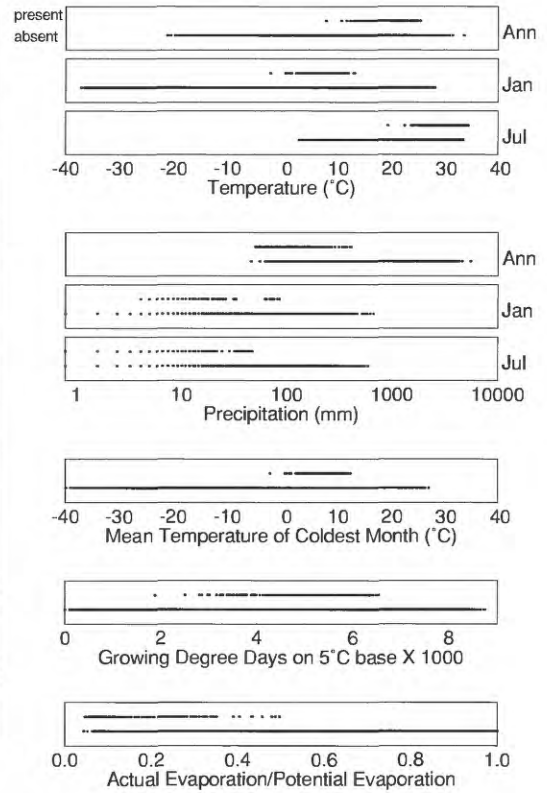 present
absent
Ann
Jan
Jul
-40 -30 -20 -10 0 10 20 30 40
Temperature (˚C)
Ann
Jan
Jul
1 10 100 1000 10000
Precipitation (mm)
-40 -30 -20 -10 0 10 20 30 40
Mean Temperature of Coldest Month (˚C)
0 2 4 6 8
Growing Degree Days on 5˚C base X 1000
0.0 0.2 0.4 0.6 0.8 1.0
Actual Evaporation/Potential Evaporation